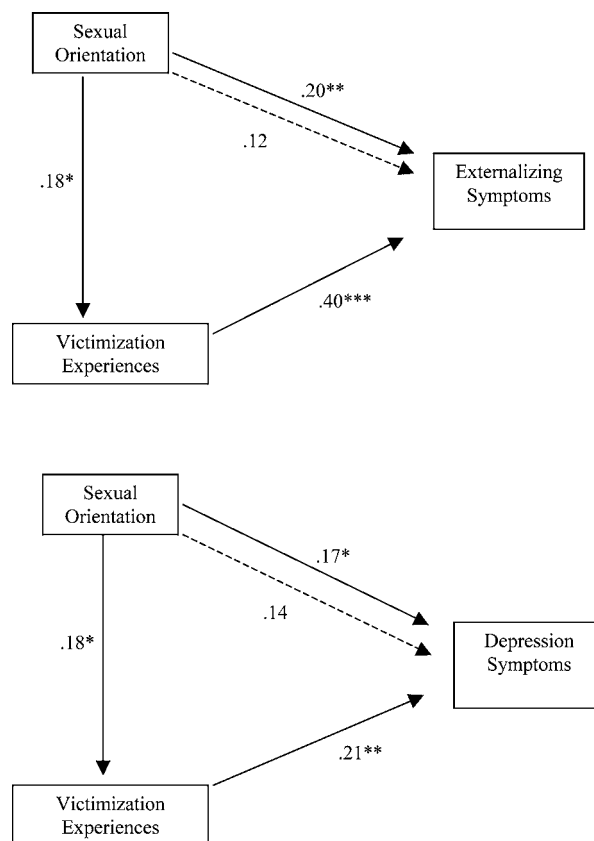 Sexual
Orientation
.20**
.12
Externalizing
Symptoms
.18*
.40***
Victimization
Experiences
Sexual
Orientation
.17*
.14
Depression
Symptoms
.18*
.21**
Victimization
Experiences